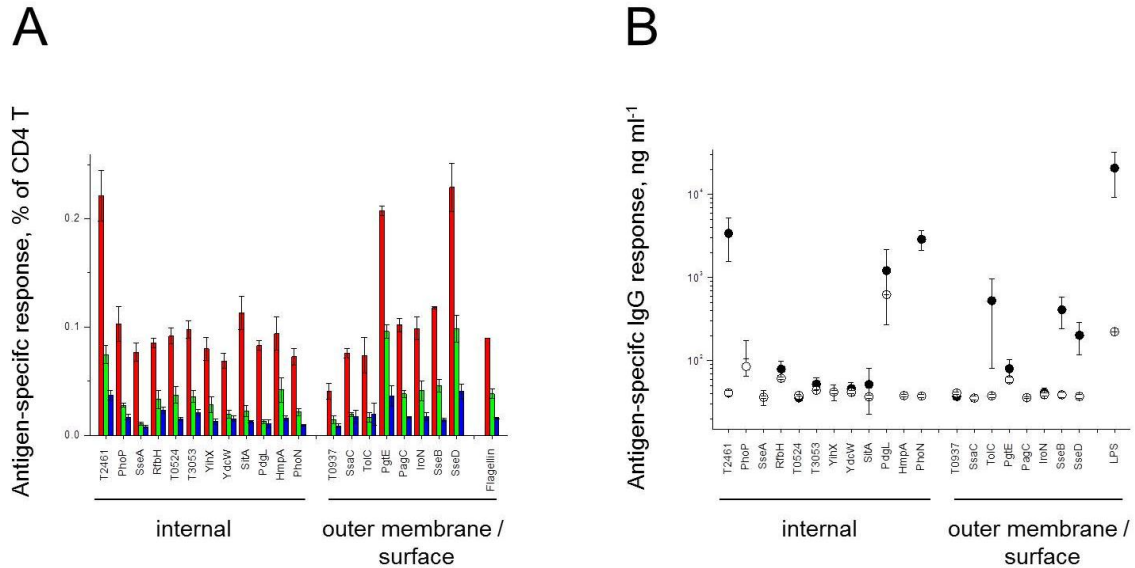 A
Antigen-specifc response, % of CD4 T
0.2
0.1
0.0
T2461
PhoP
SseA
RfbH
T0524
T3053
YihX
YdcW
SitA
PdgL
HmpA
PhoN
T0937
SsaC
TolC
PgtE
PagC
IroN
SseB
SseD
Flagellin
internal
outer membrane /
surface
B
Antigen-specifc IgG response, ng ml-1
10⁴
10³
10²
T2461
PhoP
SseA
RfbH
T0524
T3053
YihX
YdcW
SitA
PdgL
HmpA
PhoN
T0937
SsaC
TolC
PgtE
PagC
IroN
SseB
SseD
LPS
internal
outer membrane /
surface